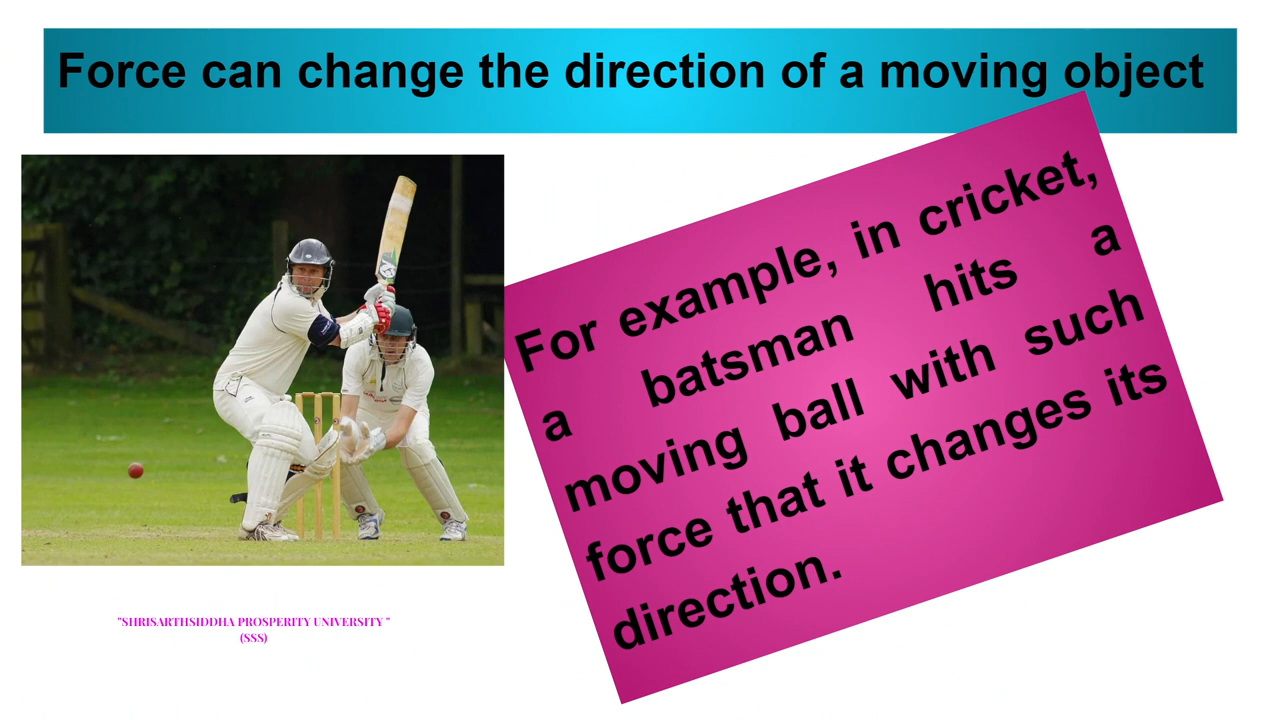 Force can change the direction of a moving object
For example, in cricket,
a batsman hits a
moving ball with such
force that it changes its
direction.
"SHRISARTHSIDDHA PROSPERITY UNIVERSITY "
(SSS)